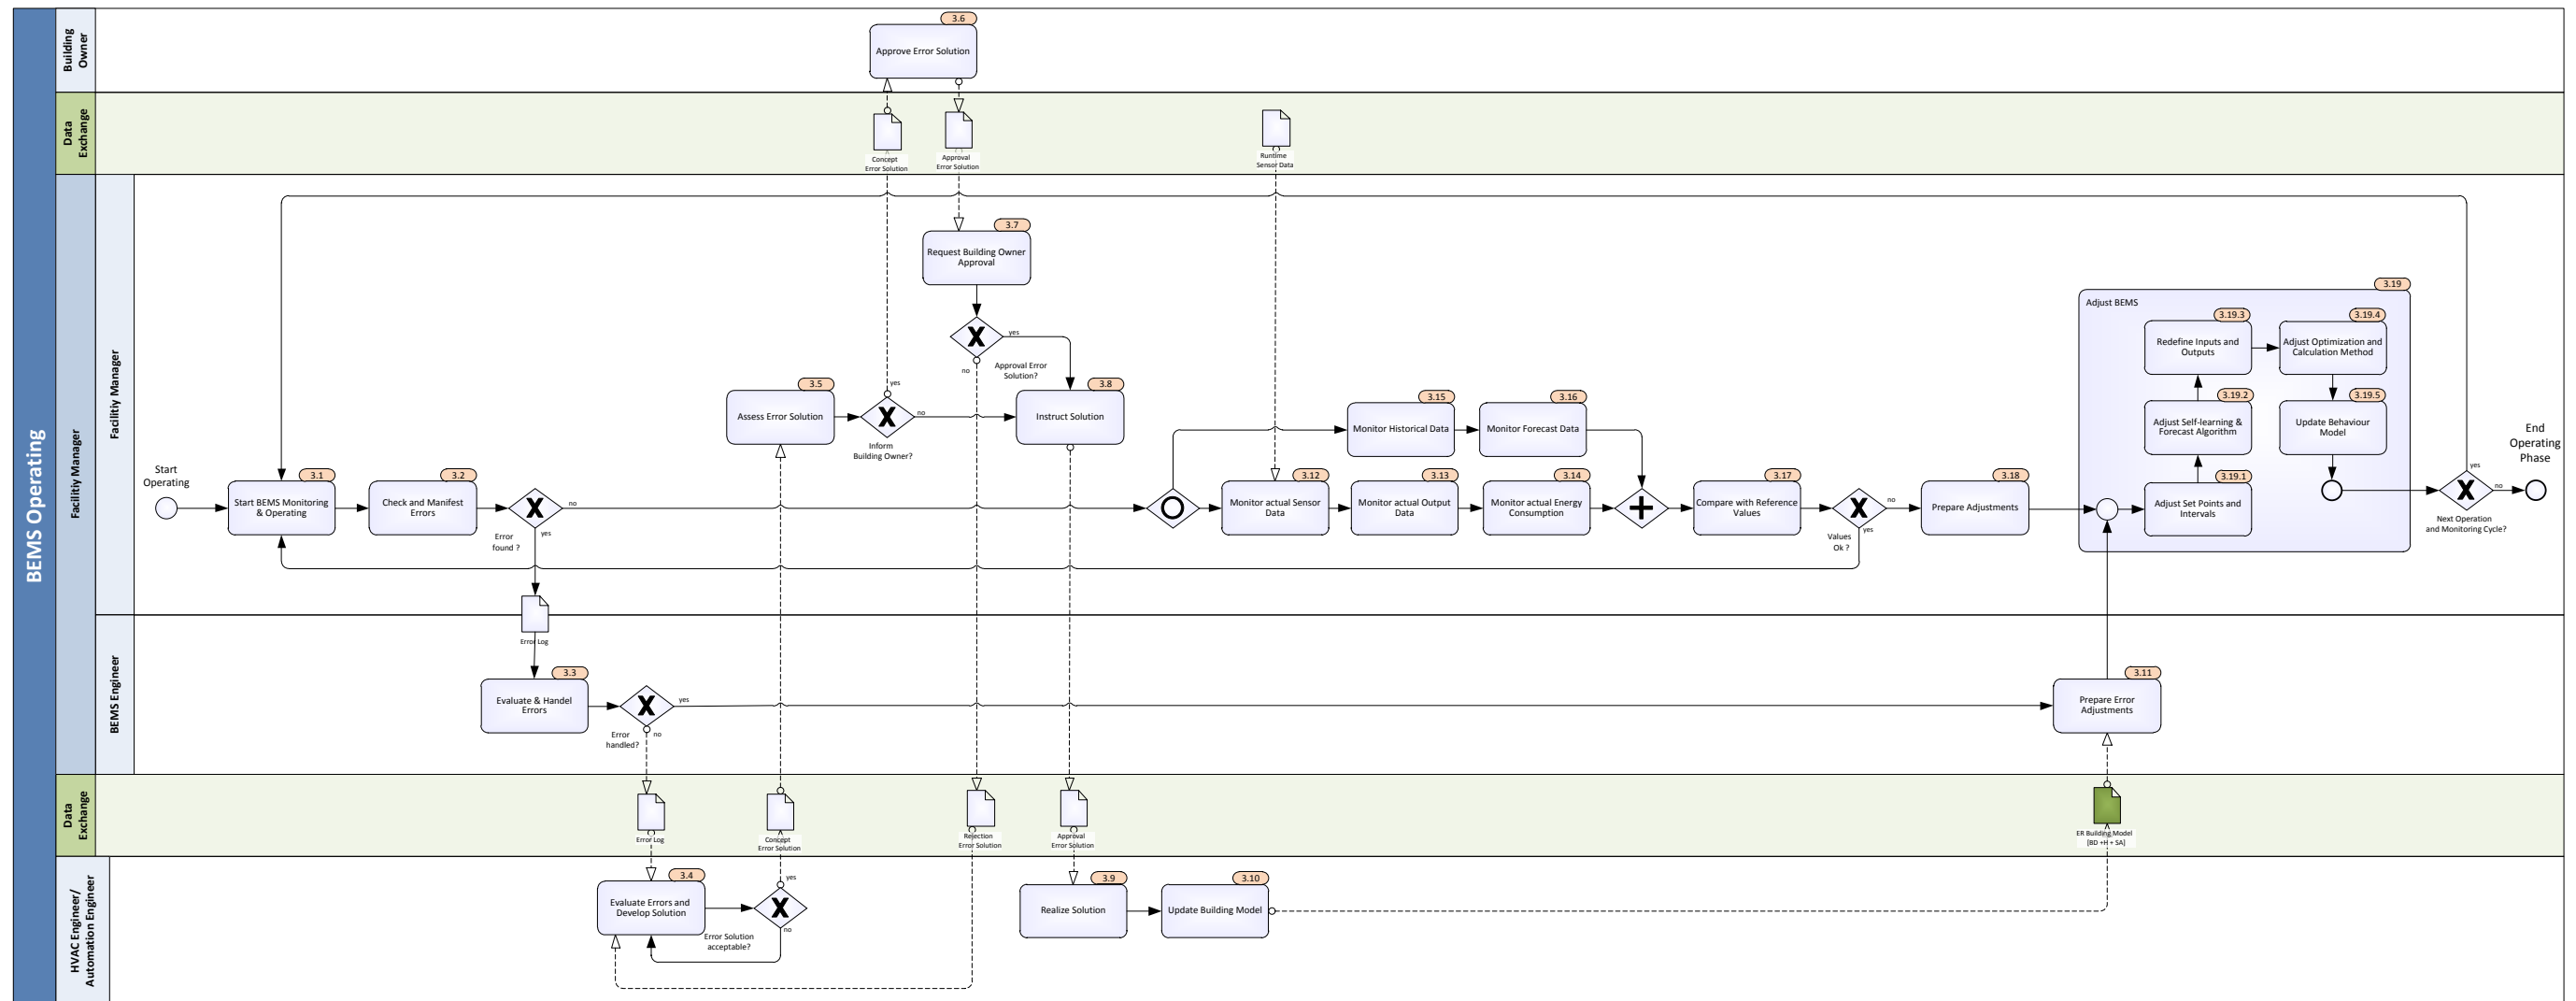 BEMS Operating
Building
Owner
3.6
Approve Error Solution
Data
Exchange
Concept
Error Solution
Approval
Error Solution
Runtime
Sensor Data
Facility Manager
Facilitiy Manager
Start
Operating
3.1
Start BEMS Monitoring
& Operating
3.2
Check and Manifest
Errors
Error
found ?
no
yes
Error Log
3.5
Assess Error Solution
yes
no
Inform
Building Owner?
3.7
Request Building Owner
Approval
yes
no
Approval Error
Solution?
3.8
Instruct Solution
3.15
Monitor Historical Data
3.16
Monitor Forecast Data
3.12
Monitor actual Sensor
Data
3.13
Monitor actual Output
Data
3.14
Monitor actual Energy
Consumption
3.17
Compare with Reference
Values
no
yes
Values
Ok ?
3.18
Prepare Adjustments
3.19
Adjust BEMS
3.19.3
Redefine Inputs and
Outputs
3.19.4
Adjust Optimization and
Calculation Method
3.19.2
Adjust Self-learning &
Forecast Algorithm
3.19.5
Update Behaviour
Model
3.19.1
Adjust Set Points and
Intervals
yes
no
Next Operation
and Monitoring Cycle?
End
Operating
Phase
BEMS Engineer
3.3
Evaluate & Handel
Errors
yes
no
Error
handled?
3.11
Prepare Error
Adjustments
Data
Exchange
Error Log
Concept
Error Solution
Rejection
Error Solution
Approval
Error Solution
ER Building Model
[BD +H + SA]
HVAC Engineer/
Automation Engineer
3.4
Evaluate Errors and
Develop Solution
yes
no
Error Solution
acceptable?
3.9
Realize Solution
3.10
Update Building Model